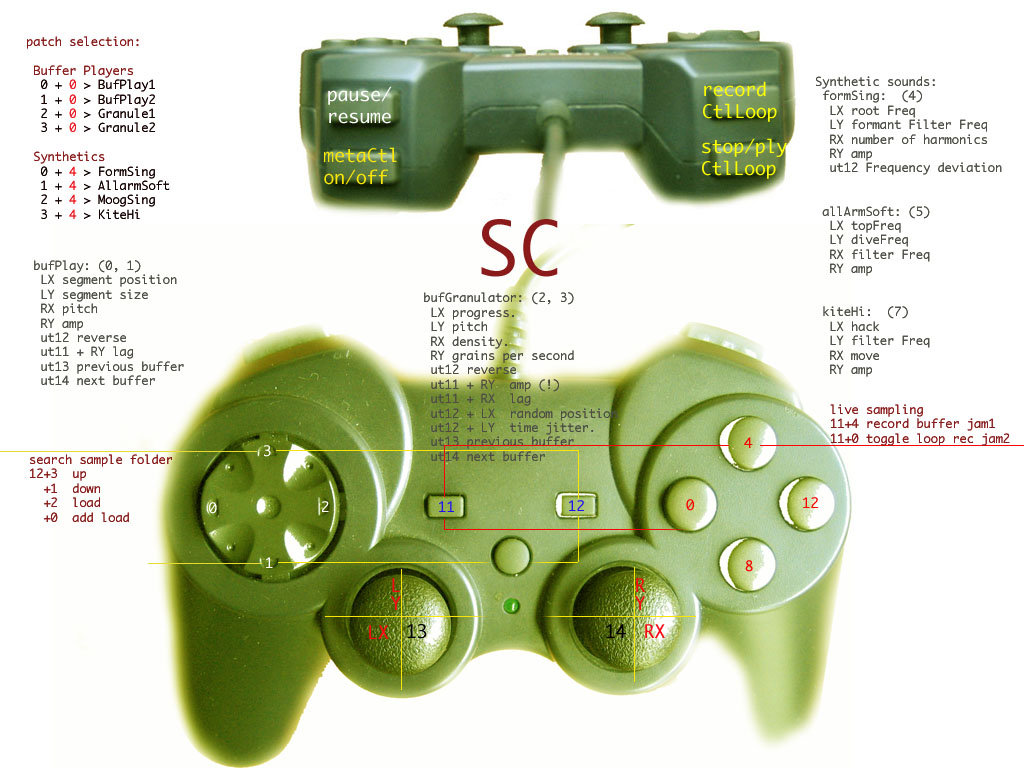 patch selection:
Buffer Players
0 + 0 > BufPlay1
1 + 0 > BufPlay2
2 + 0 > Granule1
3 + 0 > Granule2
Synthetics
0 + 4 > FormSing
1 + 4 > AllarmSoft
2 + 4 > MoogSing
3 + 4 > KiteHi
bufPlay: (0, 1)
LX segment position
LY segment size
RX pitch
RY amp
ut12 reverse
ut11 + RY lag
ut13 previous buffer
ut14 next buffer
search sample folder
12+3 up
+1 down
+2 load
+0 add load
pause/
resume
metaCtl
on/off
record
CtlLoop
stop/ply
CtlLoop
SC
bufGranulator: (2, 3)
LX progress.
LY pitch
RX density.
RY grains per second
ut12 reverse
ut11 + RY amp (!)
ut11 + RX lag
ut12 + LX random position
ut12 + LY time jitter.
ut13 previous buffer
ut14 next buffer
Synthetic sounds:
formSing: (4)
LX root Freq
LY formant Filter Freq
RX number of harmonics
RY amp
ut12 Frequency deviation
allArmSoft: (5)
LX topFreq
LY diveFreq
RX filter Freq
RY amp
kiteHi: (7)
LX hack
LY filter Freq
RX move
RY amp
live sampling
11+4 record buffer jam1
11+0 toggle loop rec jam2
3
0
2
1
11
12
4
0
12
8
LY
LX
13
RY
14
RX